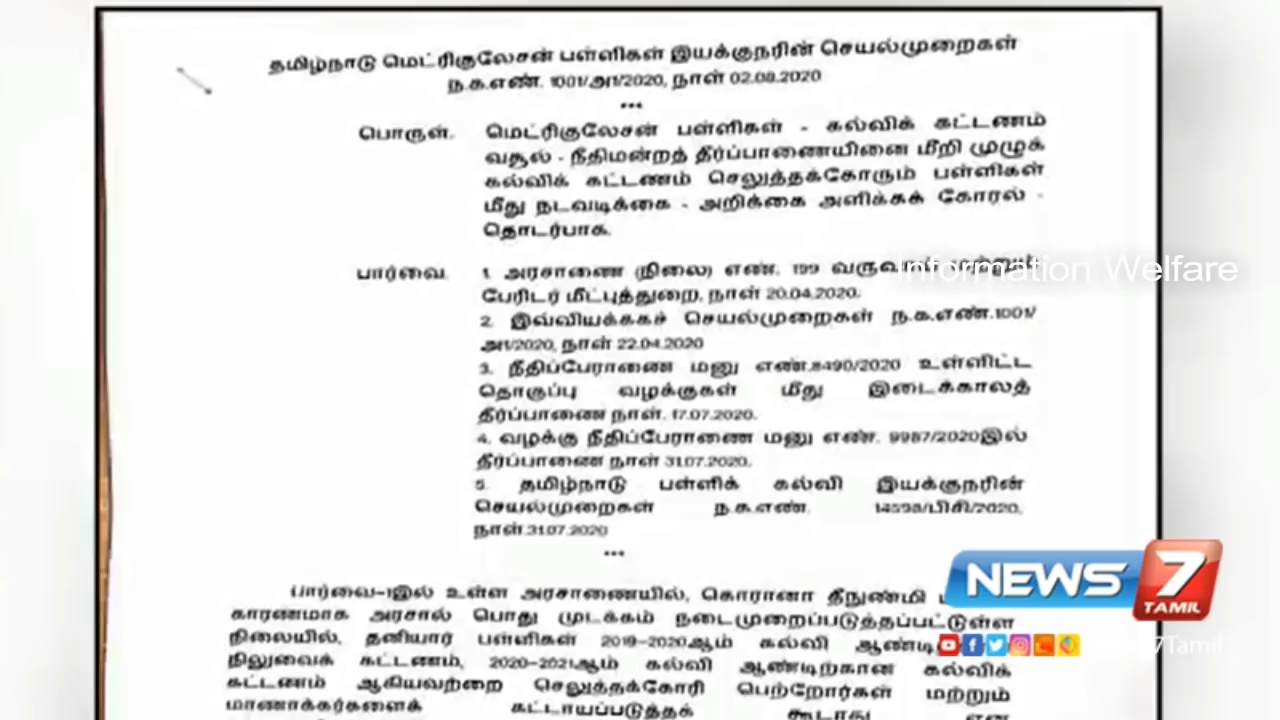 தமிழ்நாடு மெட்ரிகுலேசன் பள்ளிகள் இயக்குநரின் செயல்முறைகள்
ந.க.எண். 1001/அ1/2020, நாள் 02.08.2020
***
பொருள். மெட்ரிகுலேசன் பள்ளிகள் - கல்விக் கட்டணம்
வசூல் - நீதிமன்றத் தீர்ப்பாணையினை மீறி முழுக்
கல்விக் கட்டணம் செலுத்தக்கோரும் பள்ளிகள்
மீது நடவடிக்கை - அறிக்கை அளிக்கக் கோரல் -
தொடர்பாக.
பார்வை 1. அரசாணை (நிலை) எண். 199
Information Welfare
பேரிடர் மீட்புத்துறை, நாள் 20.04.2020.
2. இவ்வியக்ககச் செயல்முறைகள் ந.க.எண்.1001/
அ1/2020, நாள் 22.04.2020
3. நீதிப்பேராணை மனு எண்.8490/2020 உள்ளிட்ட
தொகுப்பு வழக்குகள் மீது இடைக்காலத்
தீர்ப்பாணை நாள். 17.07.2020.
4. வழக்கு நீதிப்பேராணை மனு எண். 9987/2020இல்
தீர்ப்பாணை நாள் 31.07.2020.
5. தமிழ்நாடு பள்ளிக் கல்வி இயக்குநரின்
செயல்முறைகள் ந.க.எண். 14598/பிசி/2020,
நாள்.31.07.2020
***
பார்வை-1இல் உள்ள அரசாணையில், கொரானா தீநுண்மி
காரணமாக அரசால் பொது முடக்கம் நடைமுறைப்படுத்தப்பட்டுள்ள
நிலையில், தனியார் பள்ளிகள் 2019-2020ஆம் கல்வி
நிலுவைக் கட்டணம், 2020-2021ஆம் கல்வி ஆண்டிற்கான கல்விக்
கட்டணம் ஆகியவற்றை செலுத்தக்கோரி பெற்றோர்கள் மற்றும்
மாணாக்கர்களைக் கட்டாயப்படுத்தக் கூடாது என
NEWS 7
TAMIL
7Tamil